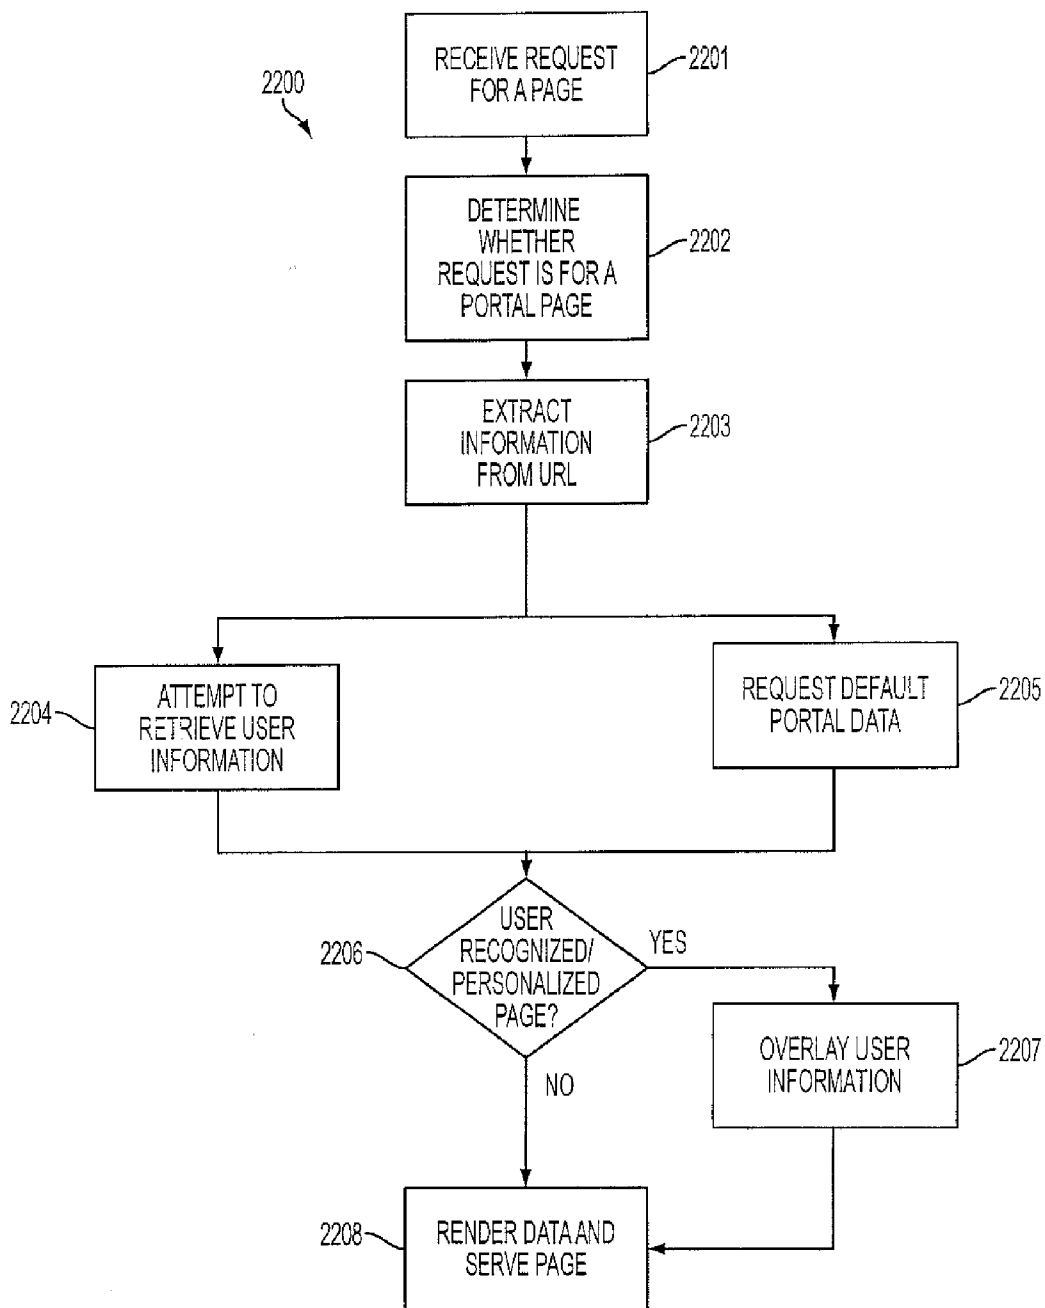 RECEIVE REQUEST
FOR A PAGE
2201
2200
DETERMINE
WHETHER
REQUEST IS FOR A
PORTAL PAGE
2202
EXTRACT
INFORMATION
FROM URL
2203
2204
ATTEMPT TO
RETRIEVE USER
INFORMATION
REQUEST DEFAULT
PORTAL DATA
2205
2206
USER
RECOGNIZED/
PERSONALIZED
PAGE?
YES
NO
OVERLAY USER
INFORMATION
2207
2208
RENDER DATA AND
SERVE PAGE